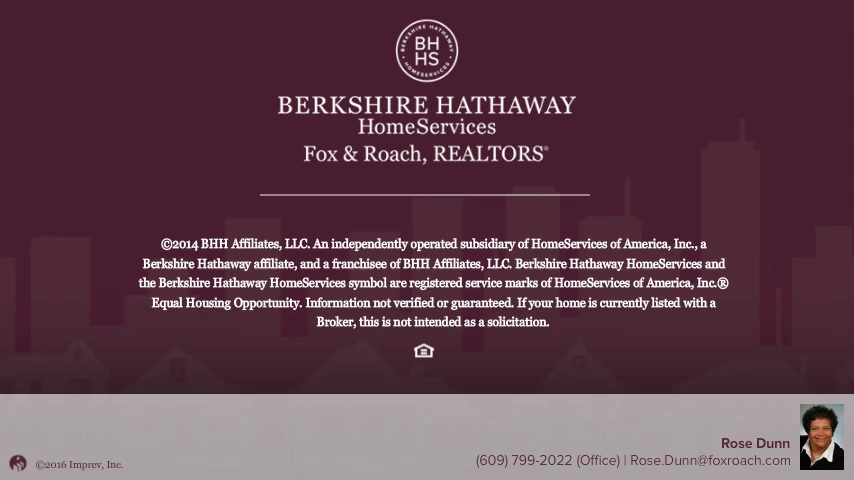 BERKSHIRE HATHAWAY
HOMESERVICES
BH
HS
BERKSHIRE HATHAWAY
HomeServices
Fox & Roach, REALTORS®
©2014 BHH Affiliates, LLC. An independently operated subsidiary of HomeServices of America, Inc., a
Berkshire Hathaway affiliate, and a franchisee of BHH Affiliates, LLC. Berkshire Hathaway HomeServices and
the Berkshire Hathaway HomeServices symbol are registered service marks of HomeServices of America, Inc.®
Equal Housing Opportunity. Information not verified or guaranteed. If your home is currently listed with a
Broker, this is not intended as a solicitation.
Rose Dunn
(609) 799-2022 (Office) | Rose.Dunn@foxroach.com
©2016 Imprev, Inc.